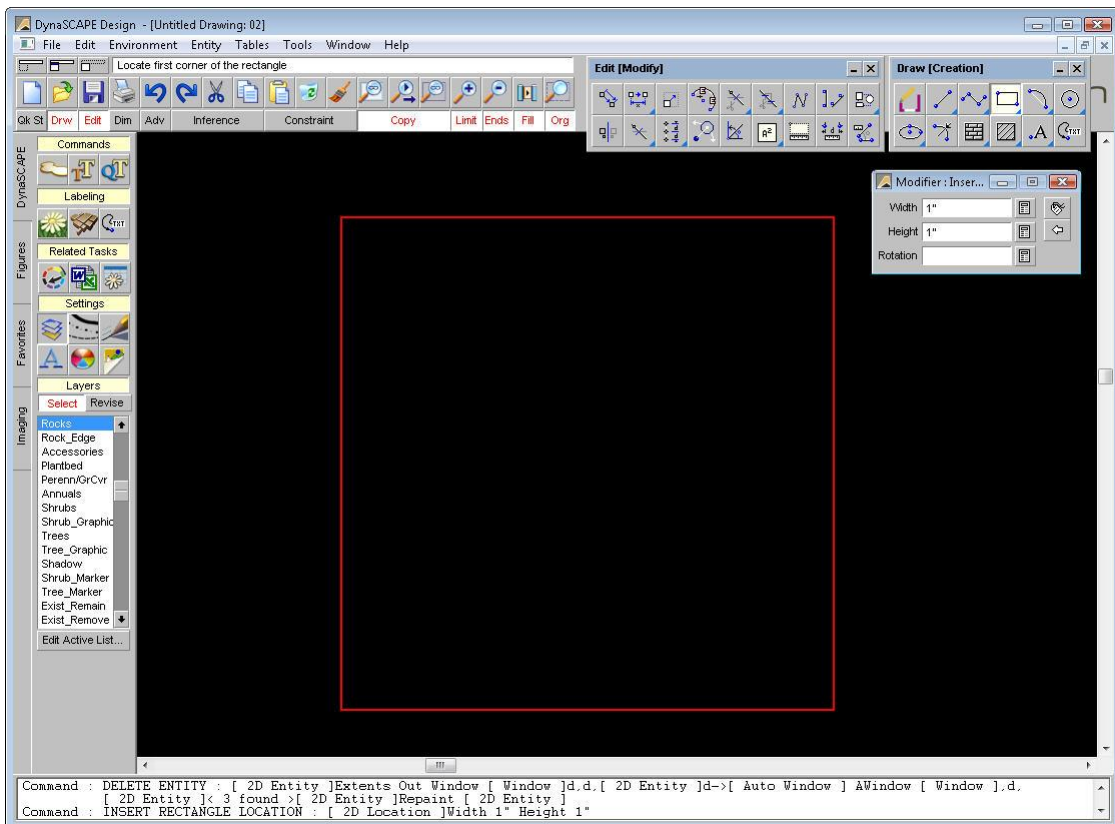 DynaSCAPE Design - [Untitled Drawing: 02]
File Edit Environment Entity Tables Tools Window Help
Locate first corner of the rectangle
Qk St Drw Edit Dim Adv Inference Constraint Copy Limit Ends Fill Org
Edit [Modify]
A²
Draw [Creation]
.A TXT
DynaSCAPE
Figures
Favorites
Imaging
Commands
TT QT
Labeling
TXT
Related Tasks
Settings
A
Layers
Select Revise
Rocks
Rock_Edge
Accessories
Plantbed
Perenn/GrCvr
Annuals
Shrubs
Shrub_Graphic
Trees
Tree_Graphic
Shadow
Shrub_Marker
Tree_Marker
Exist_Remain
Exist_Remove
Edit Active List...
Modifier : Inser...
Width 1"
Height 1"
Rotation
Command : DELETE ENTITY : [ 2D Entity ]Extents Out Window [ Window ]d,d,[ 2D Entity ]d->[ Auto Window ] AWindow [ Window ],d,
[ 2D Entity ]< 3 found >[ 2D Entity ]Repaint [ 2D Entity ]
Command : INSERT RECTANGLE LOCATION : [ 2D Location ]Width 1" Height 1"